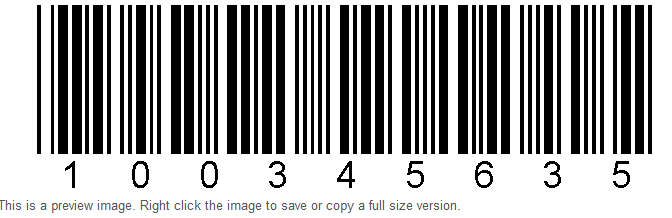 1 0 0 3 4 5 6 3 5
This is a preview image. Right click the image to save or copy a full size version.